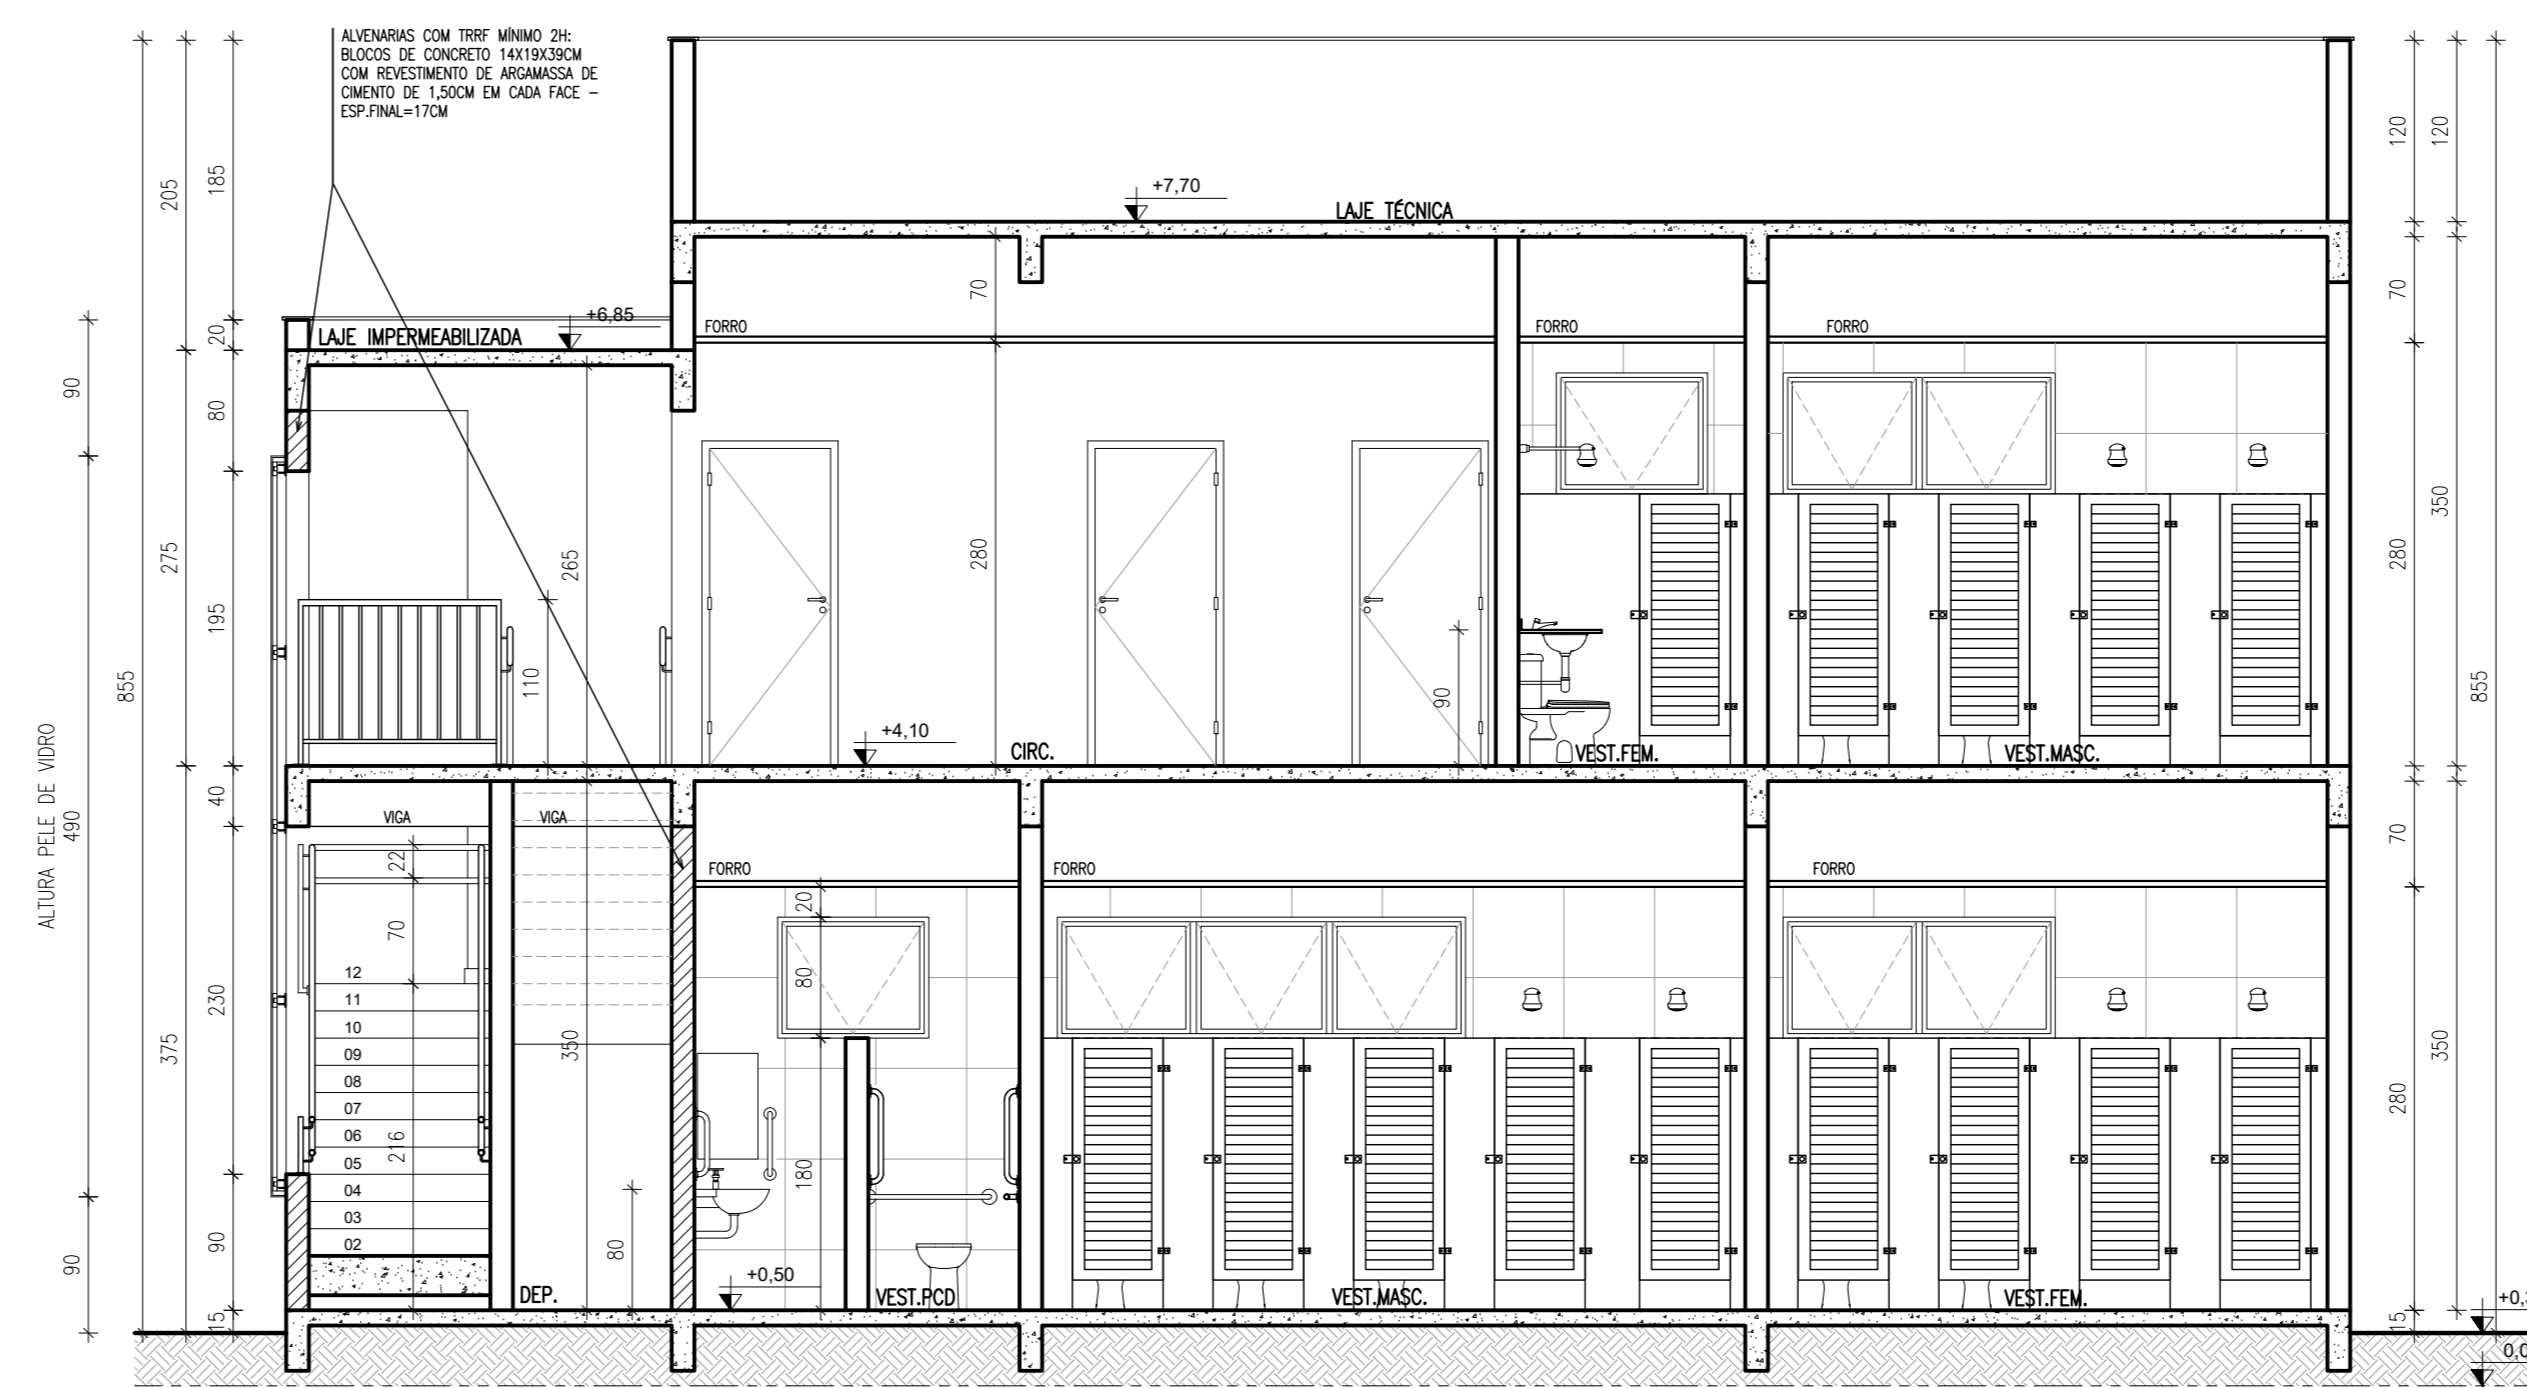 ALVENARIAS COM TRRF MÍNIMO 2H:
BLOCOS DE CONCRETO 14X19X39CM
COM REVESTIMENTO DE ARGAMASSA DE
CIMENTO DE 1,50CM EM CADA FACE –
ESP.FINAL=17CM
120
120
185
205
+7,70
LAJE TÉCNICA
70
70
+6,85
20
LAJE IMPERMEABILIZADA
FORRO
FORRO
FORRO
90
80
350
275
265
280
280
195
110
90
855
855
ALTURA PELE DE VIDRO
490
+4,10
CIRC.
VEST.FEM.
VEST.MASC.
40
VIGA
VIGA
70
22
FORRO
FORRO
FORRO
20
70
80
12
11
10
09
08
07
06
05
04
03
02
230
375
350
350
216
280
180
80
90
90
+0,50
DEP.
VEST.PCD
VEST.MASC.
VEST.FEM.
15
15